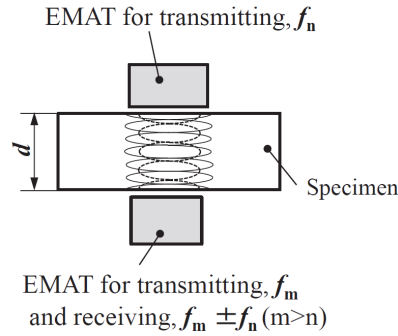 EMAT for transmitting, fn
d
Specimen
EMAT for transmitting, fm
and receiving, fm ±fn (m>n)